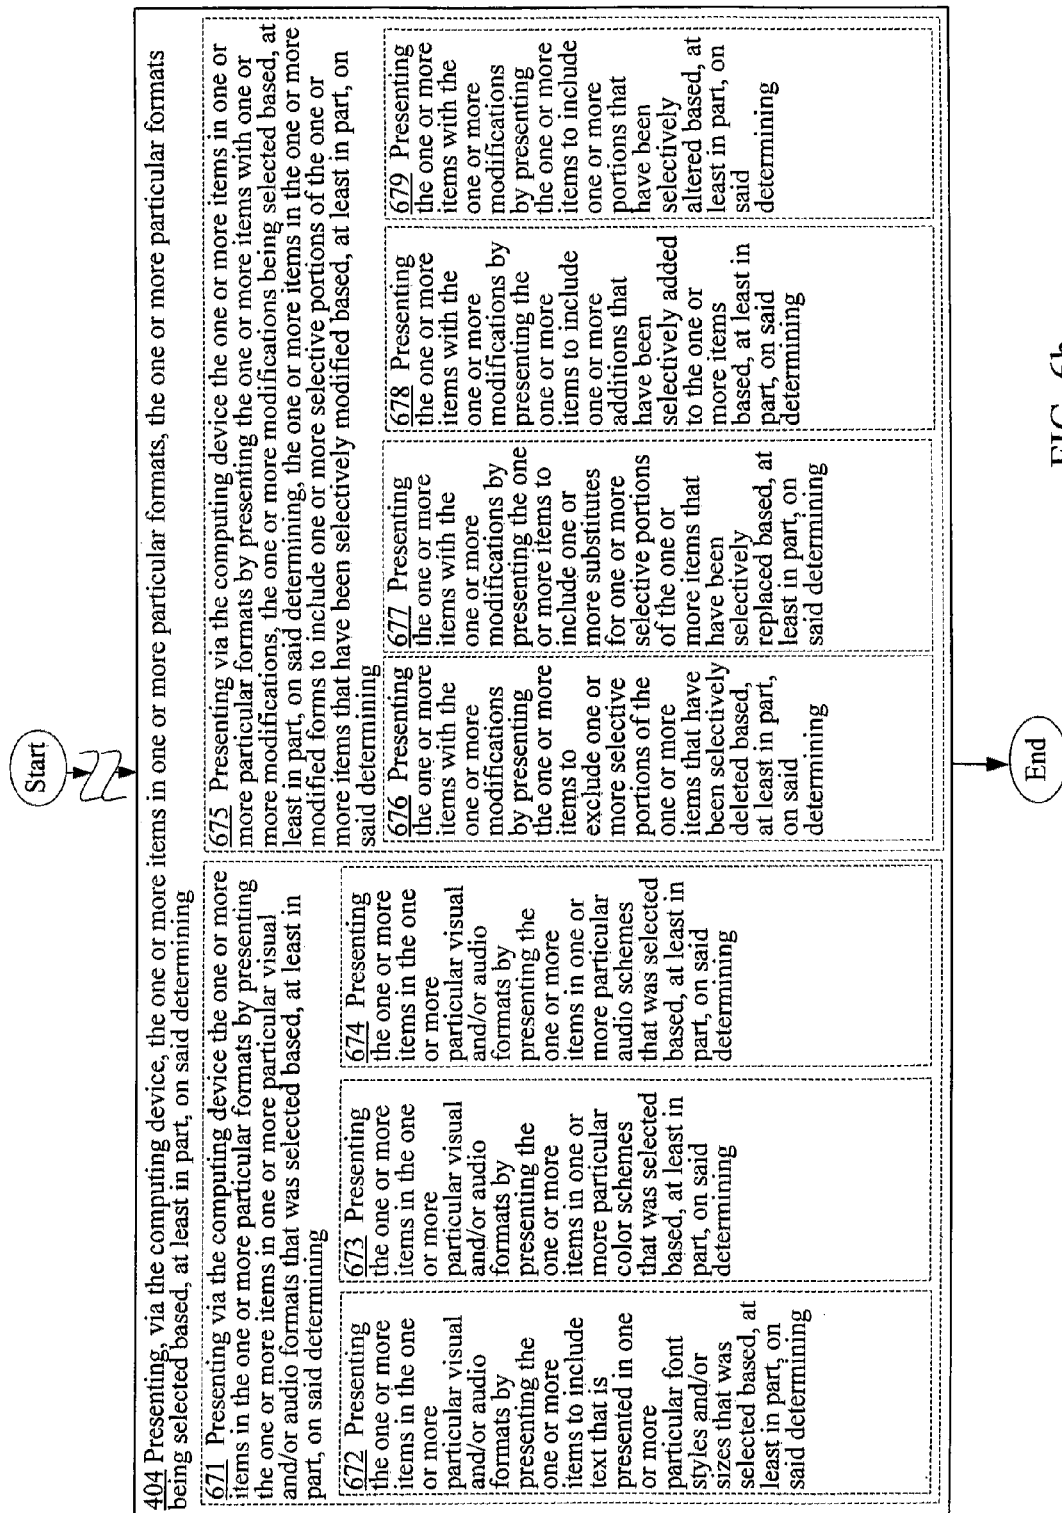 Start
404 Presenting, via the computing device, the one or more items in one or more particular formats, the one or more particular formats
being selected based, at least in part, on said determining
671 Presenting via the computing device the one or more
items in the one or more particular formats by presenting
the one or more items in one or more particular visual
and/or audio formats that was selected based, at least in
part, on said determining
672 Presenting
the one or more
items in the one
or more
particular visual
and/or audio
formats by
presenting the
one or more
items to include
text that is
presented in one
or more
particular font
styles and/or
sizes that was
selected based, at
least in part, on
said determining
673 Presenting
the one or more
items in the one
or more
particular visual
and/or audio
formats by
presenting the
one or more
items in one or
more particular
color schemes
that was selected
based, at least in
part, on said
determining
674 Presenting
the one or more
items in the one
or more
particular visual
and/or audio
formats by
presenting the
one or more
items in one or
more particular
audio schemes
that was selected
based, at least in
part, on said
determining
675 Presenting via the computing device the one or more items in one or
more particular formats by presenting the one or more items with one or
more modifications, the one or more modifications being selected based, at
least in part, on said determining, the one or more items in the one or more
modified forms to include one or more selective portions of the one or
more items that have been selectively modified based, at least in part, on
said determining
676 Presenting
the one or more
items with the
one or more
modifications
by presenting
the one or more
items to
exclude one or
more selective
portions of the
one or more
items that have
been selectively
deleted based,
at least in part,
on said
determining
677 Presenting
the one or more
items with the
one or more
modifications by
presenting the one
or more items to
include one or
more substitutes
for one or more
selective portions
of the one or
more items that
have been
selectively
replaced based, at
least in part, on
said determining
678 Presenting
the one or more
items with the
one or more
modifications by
presenting the
one or more
items to include
one or more
additions that
have been
selectively added
to the one or
more items
based, at least in
part, on said
determining
679 Presenting
the one or more
items with the
one or more
modifications
by presenting
the one or more
items to include
one or more
portions that
have been
selectively
altered based, at
least in part, on
said
determining
End
FIG. 6h